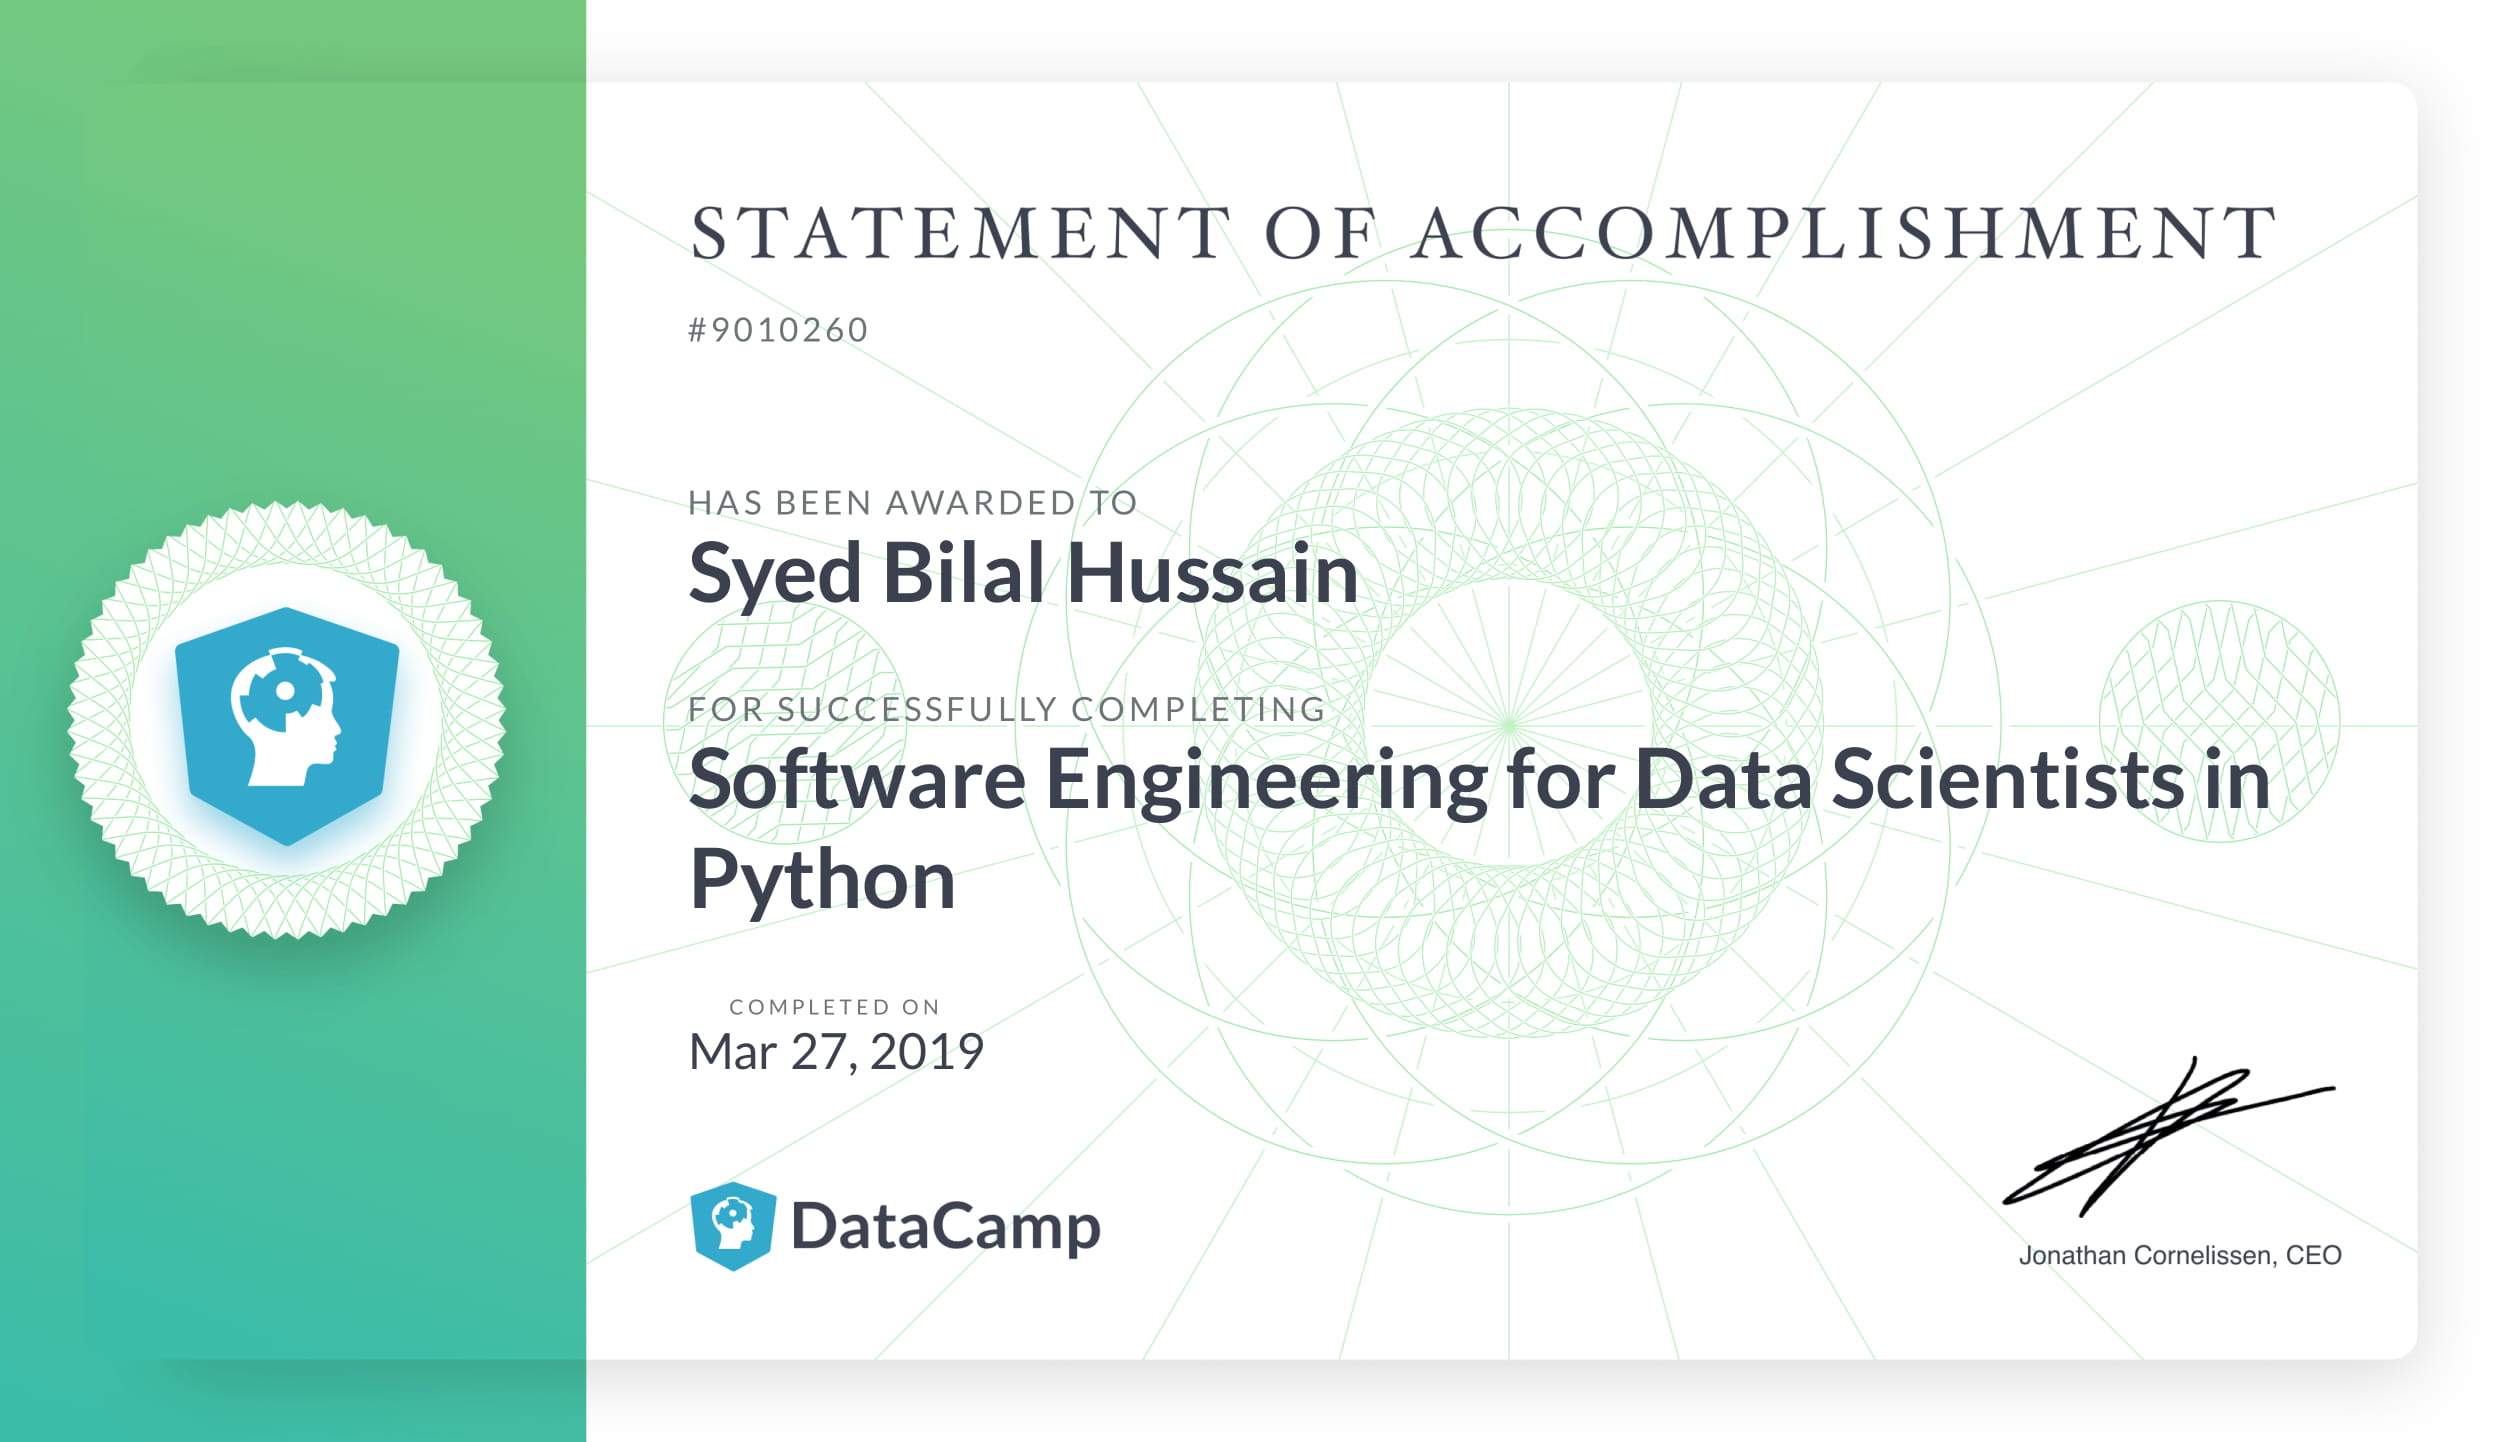 STATEMENT OF ACCOMPLISHMENT
#9010260
HAS BEEN AWARDED TO
Syed Bilal Hussain
FOR SUCCESSFULLY COMPLETING
Software Engineering for Data Scientists in
Python
COMPLETED ON
Mar 27, 2019
DataCamp
Jonathan Cornelissen, CEO